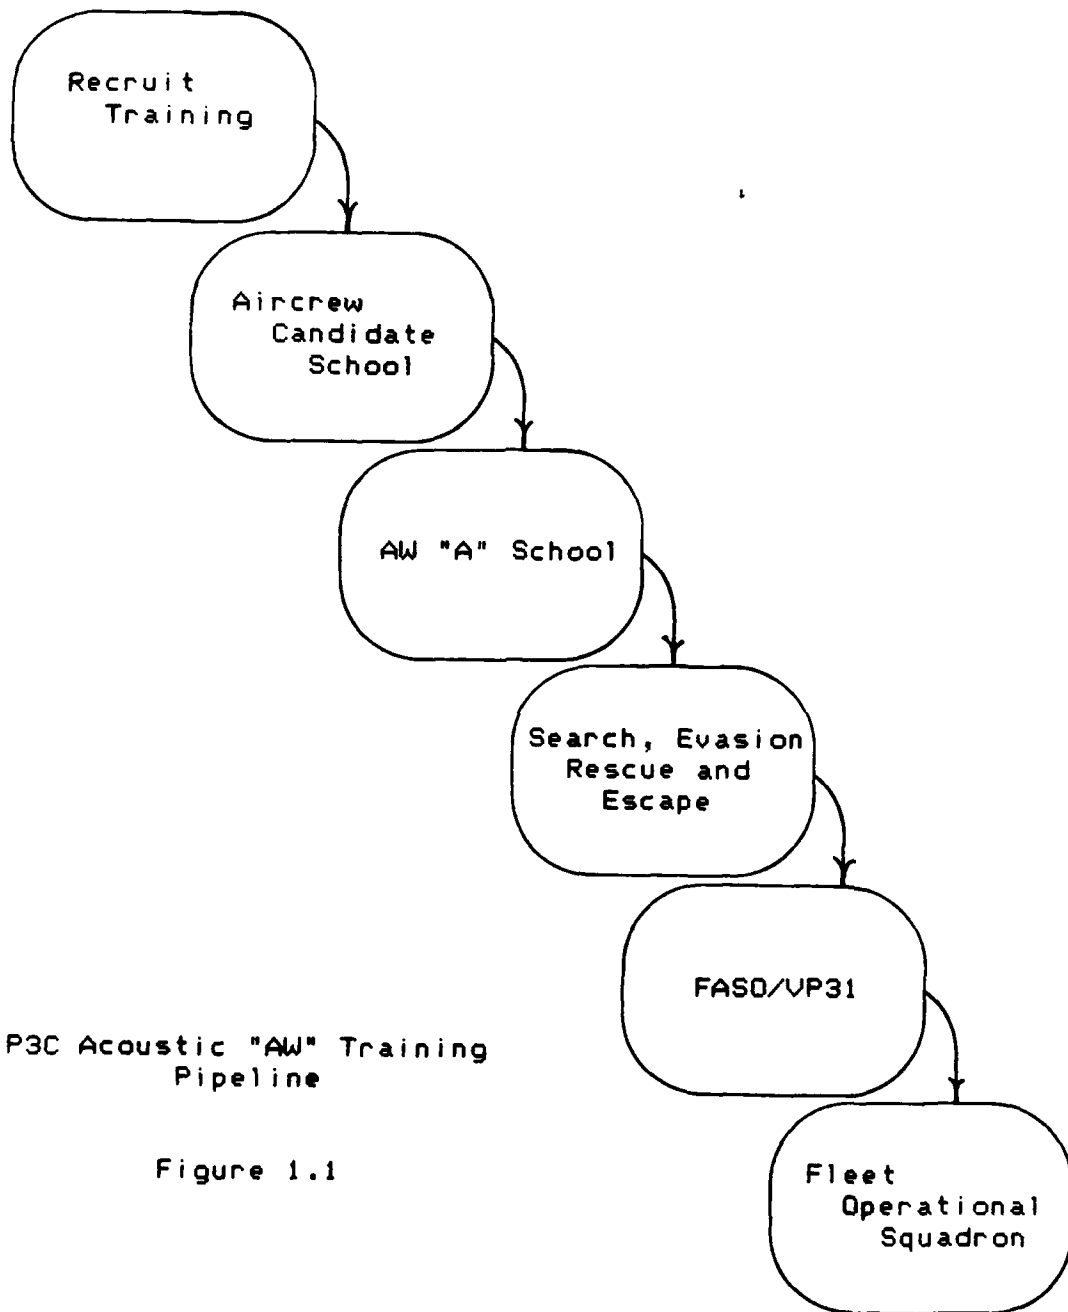 Recruit
Training
Aircrew
Candidate
School
AW "A" School
Search, Evasion
Rescue and
Escape
FASO/VP31
P3C Acoustic "AW" Training
Pipeline
Figure 1.1
Fleet
Operational
Squadron